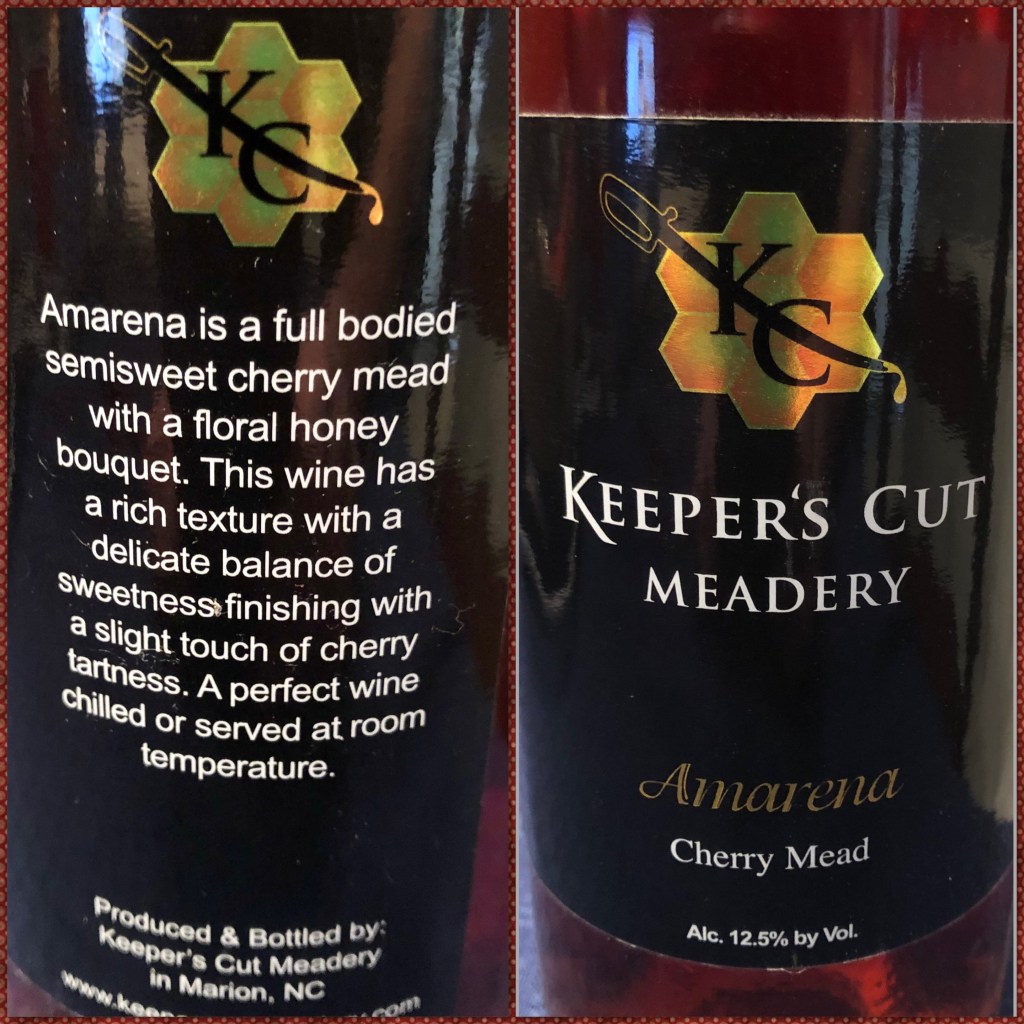 KC
Amarena is a full bodied
semisweet cherry mead
with a floral honey
bouquet. This wine has
a rich texture with a
delicate balance of
sweetness finishing with
a slight touch of cherry
tartness. A perfect wine
chilled or served at room
temperature.
Produced & Bottled by:
Keeper's Cut Meadery
in Marion, NC
KC
KEEPER'S CUT
MEADERY
Amarena
Cherry Mead
Alc. 12.5% by Vol.